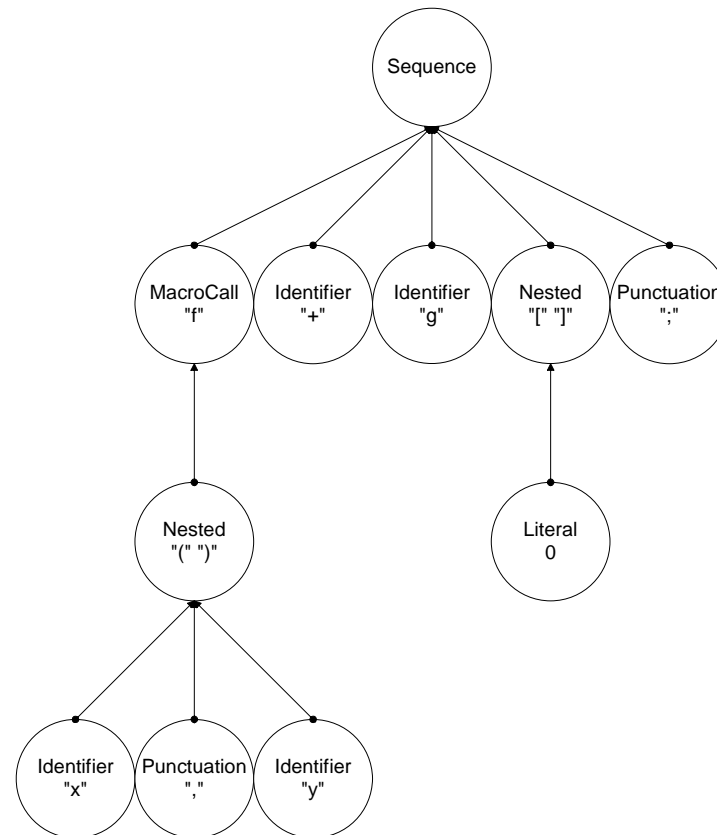 Sequence
MacroCall
"f"
Identifier
"+"
Identifier
"g"
Nested
"[" "]"
Punctuation
";"
Nested
"(" ")"
Literal
0
Identifier
"x"
Punctuation
","
Identifier
"y"